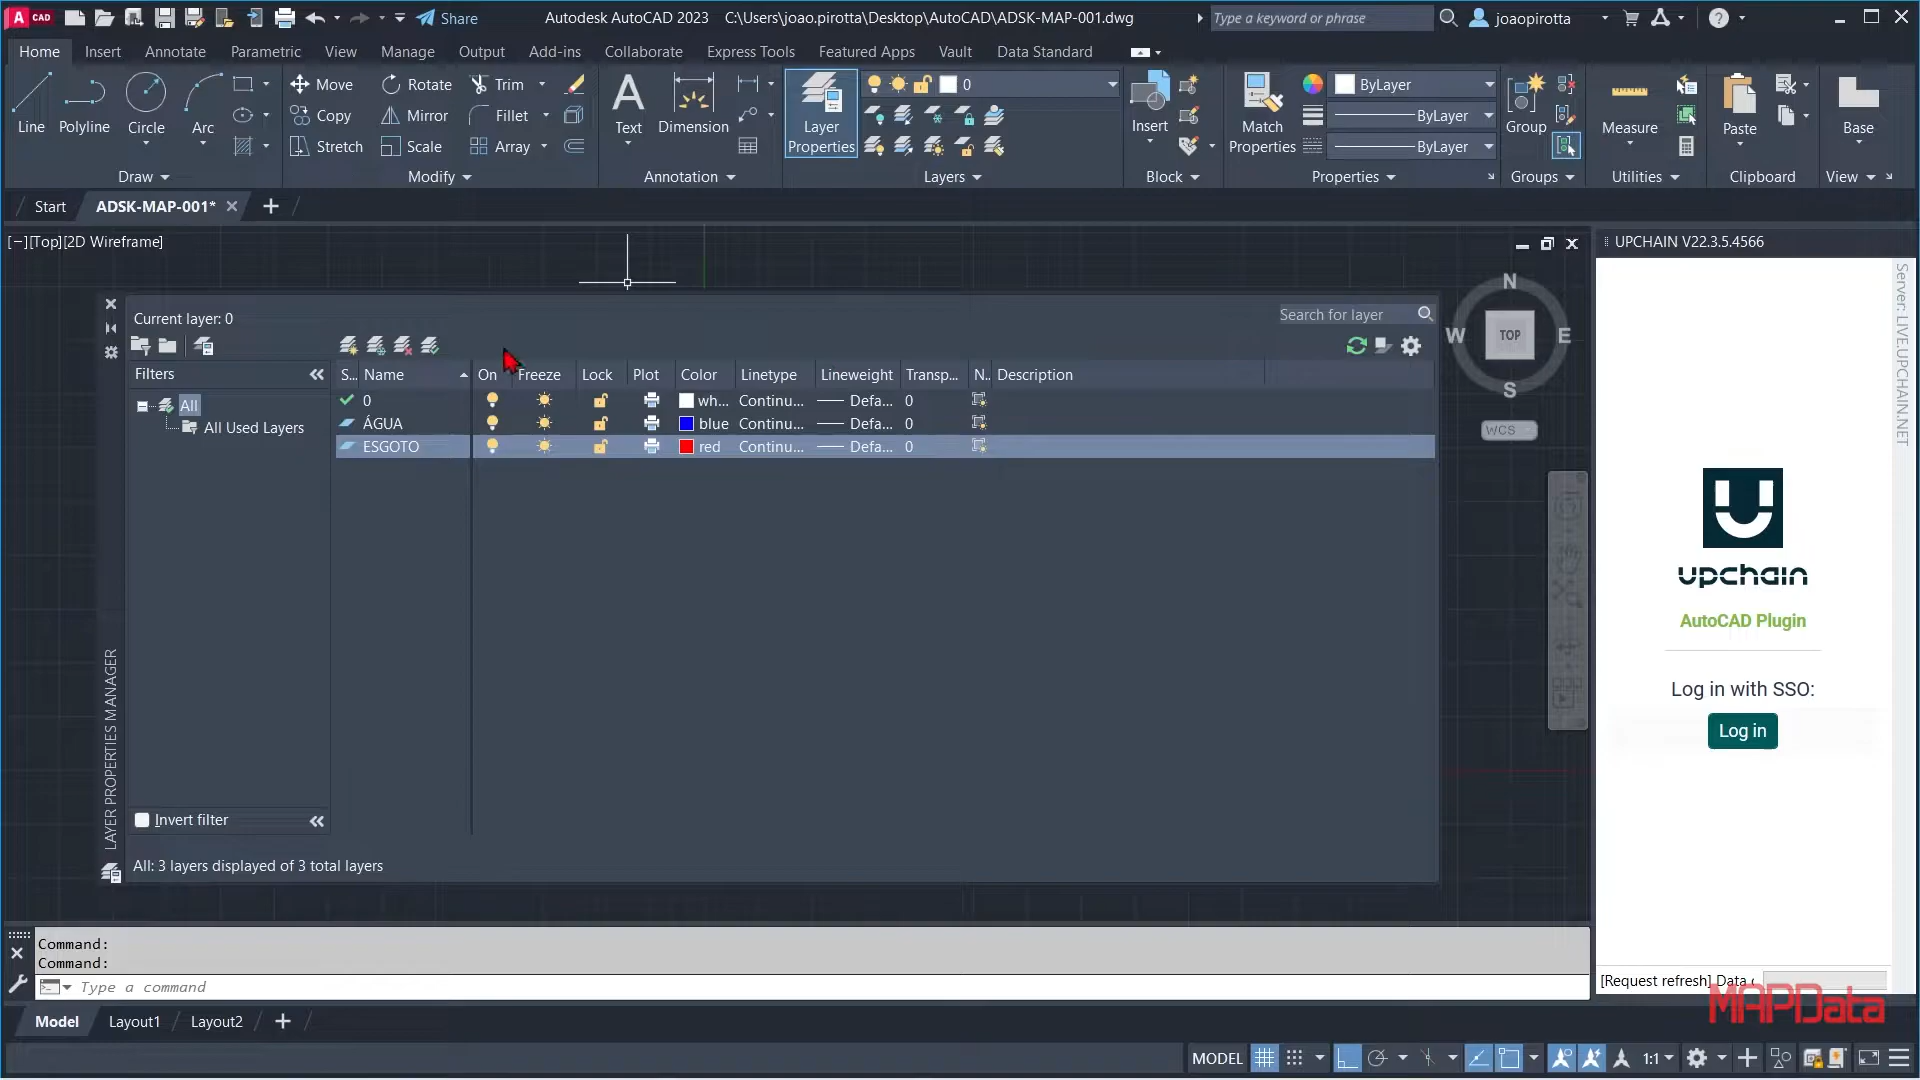 A CAD
Share
Autodesk AutoCAD 2023 C:\Users\joao.pirotta\Desktop\AutoCAD\ADSK-MAP-001.dwg
Type a keyword or phrase
joaopirotta
Home Insert Annotate Parametric View Manage Output Add-ins Collaborate Express Tools Featured Apps Vault Data Standard
Line
Polyline
Circle
Arc
Move
Rotate
Trim
Copy
Mirror
Fillet
Stretch
Scale
Array
Text
Dimension
Layer
Properties
0
Insert
Match
Properties
ByLayer
ByLayer
ByLayer
Group
Measure
Paste
Base
Draw
Modify
Annotation
Layers
Block
Properties
Groups
Utilities
Clipboard
View
Start
ADSK-MAP-001*
[−][Top][2D Wireframe]
UPCHAIN V22.3.5.4566
Server: LIVE.UPCHAIN.NET
N
W
TOP
E
S
WCS
Current layer: 0
Search for layer
Filters
All
All Used Layers
Invert filter
S... Name On Freeze Lock Plot Color Linetype Lineweight Transp... N.. Description
0 wh... Continu... Defa... 0
ÁGUA blue Continu... Defa... 0
ESGOTO red Continu... Defa... 0
All: 3 layers displayed of 3 total layers
LAYER PROPERTIES MANAGER
upchain
AutoCAD Plugin
Log in with SSO:
Log in
[Request refresh] Data
MAPData
Command:
Command:
Type a command
Model Layout1 Layout2
MODEL
1:1